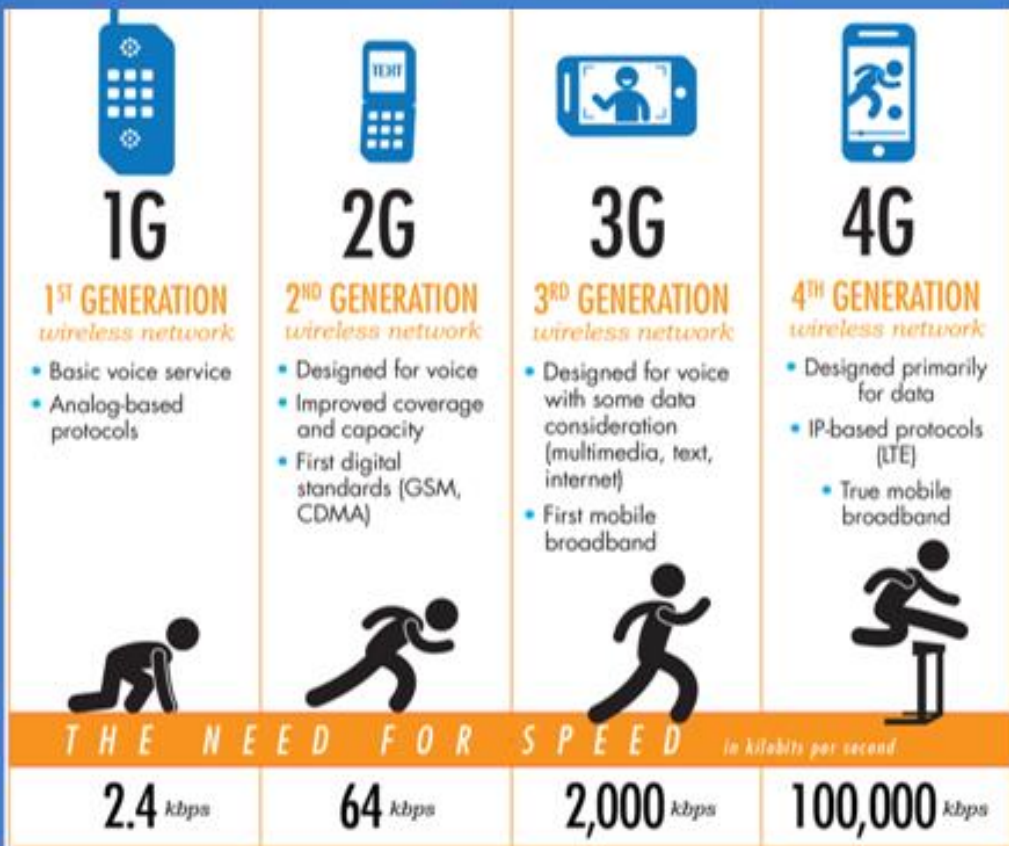 TEXT
1G
1ST GENERATION
wireless network
• Basic voice service
• Analog-based
protocols
2G
2ND GENERATION
wireless network
• Designed for voice
• Improved coverage
and capacity
• First digital
standards (GSM,
CDMA)
3G
3RD GENERATION
wireless network
• Designed for voice
with some data
consideration
(multimedia, text,
internet)
• First mobile
broadband
4G
4TH GENERATION
wireless network
• Designed primarily
for data
• IP-based protocols
(LTE)
• True mobile
broadband
THE NEED FOR SPEED in kilobits per second
2.4 kbps
64 kbps
2,000 kbps
100,000 kbps